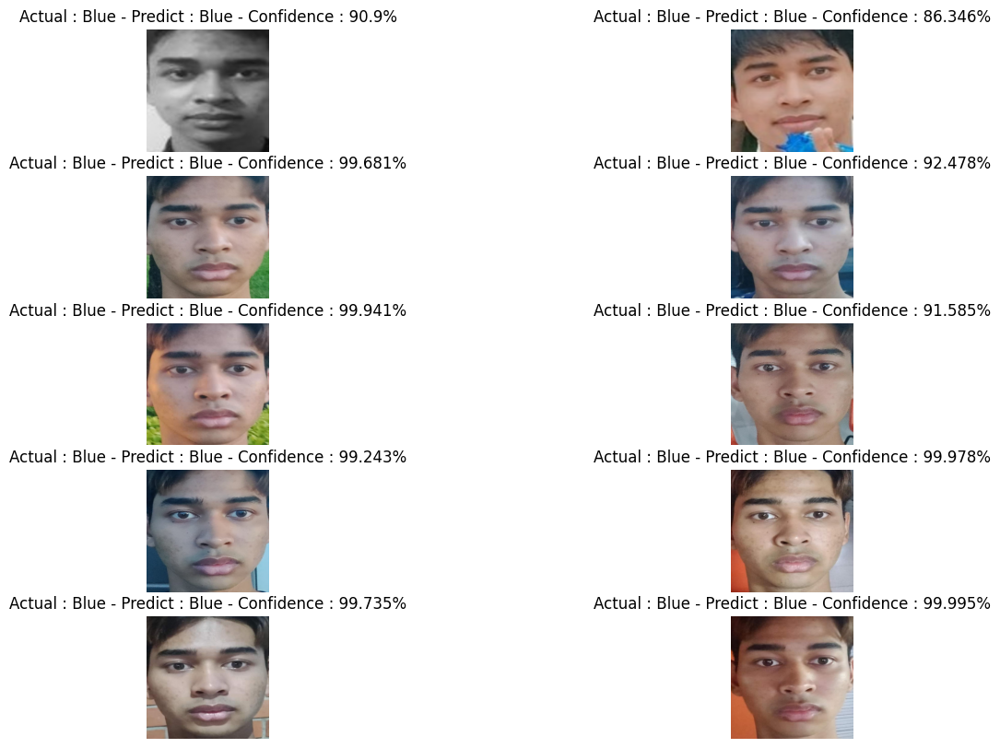 Actual : Blue - Predict : Blue - Confidence : 90.9%
Actual : Blue - Predict : Blue - Confidence : 86.346%
Actual : Blue - Predict : Blue - Confidence : 99.681%
Actual : Blue - Predict : Blue - Confidence : 92.478%
Actual : Blue - Predict : Blue - Confidence : 99.941%
Actual : Blue - Predict : Blue - Confidence : 91.585%
Actual : Blue - Predict : Blue - Confidence : 99.243%
Actual : Blue - Predict : Blue - Confidence : 99.978%
Actual : Blue - Predict : Blue - Confidence : 99.735%
Actual : Blue - Predict : Blue - Confidence : 99.995%